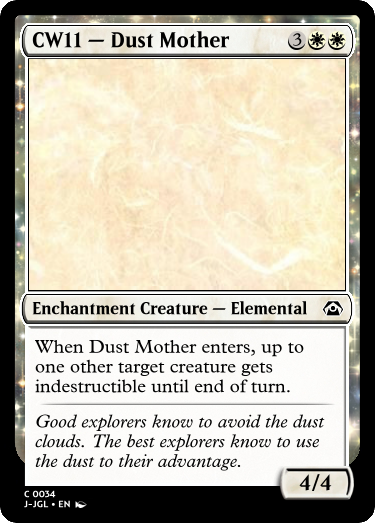 CW11 — Dust Mother 3
Enchantment Creature — Elemental
When Dust Mother enters, up to
one other target creature gets
indestructible until end of turn.
Good explorers know to avoid the dust
clouds. The best explorers know to use
the dust to their advantage.
4/4
C 0034
J-JGL • EN